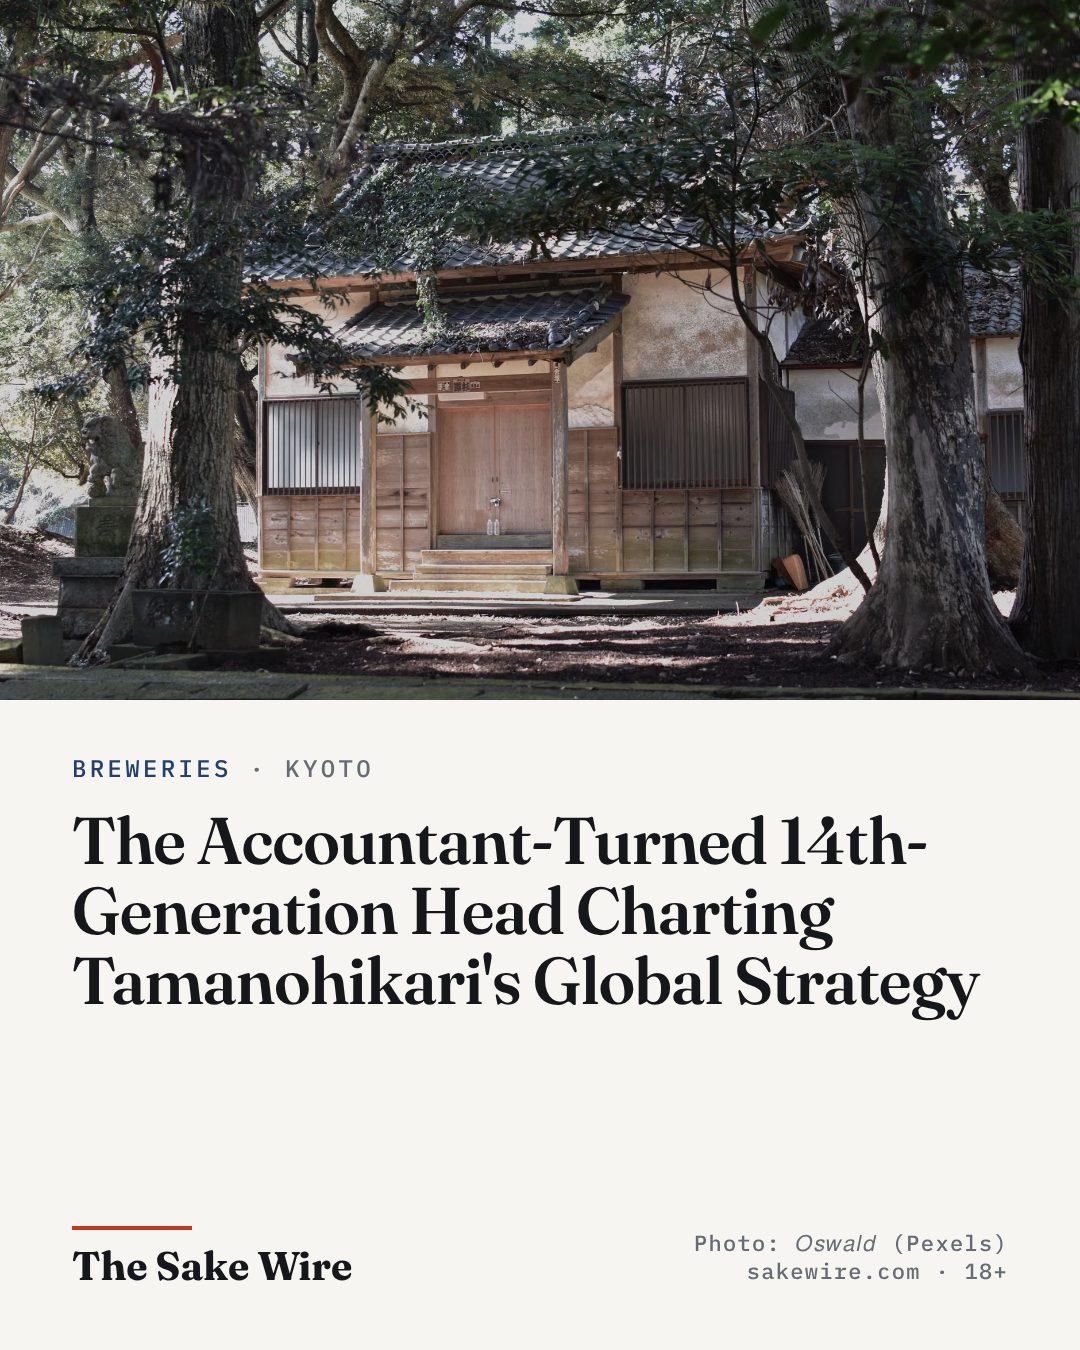 BREWERIES · KYOTO
The Accountant-Turned 14th-
Generation Head Charting
Tamanohikari's Global Strategy
The Sake Wire
Photo: Oswald (Pexels)
sakewire.com · 18+